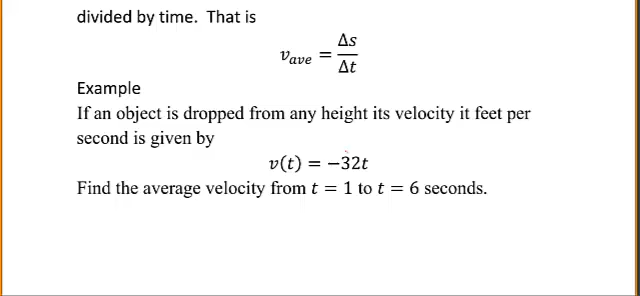 divided by time.  That is
v_ave = Δs/Δt
Example
If an object is dropped from any height its velocity it feet per
second is given by
v(t) = −32t
Find the average velocity from t = 1 to t = 6 seconds.